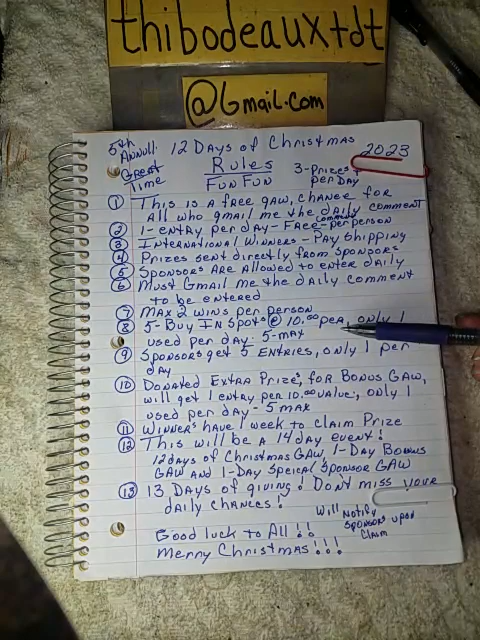 thibodeauxtdt
@Gmail.com
5th Annull 12 Days of Christmas 2023
Great Time Rules 3-Prizes + per Day
Fun Fun
1 This is a free GAW, chance for
All who gmail me the daily comment
2 1-entry per day - Free - comment per person
3 International Winners - Pay Shipping
4 Prizes sent directly from Sponsors
5 Sponsors are allowed to enter daily
6 Must Gmail me the daily comment
to be entered
7 Max 2 wins per person
8 5-Buy In Spots @ 10.00 pea, only 1
used per day - 5-max
9 Sponsors get 5 entries, only 1 per
day
10 Donated Extra Prizes, for Bonus GAW,
will get 1 entry per 10.00 value, only 1
used per day - 5 max
11 Winners have 1 week to claim Prize
12 This will be a 14 day event!
12 days of Christmas GAW, 1-Day Bonus
GAW and 1-Day Speical Sponsor GAW
13 13 Days of giving! Don't miss your
daily chances!
Will Notify
Sponsors upon
Claim
Good luck to All!!
Merry Christmas!!!